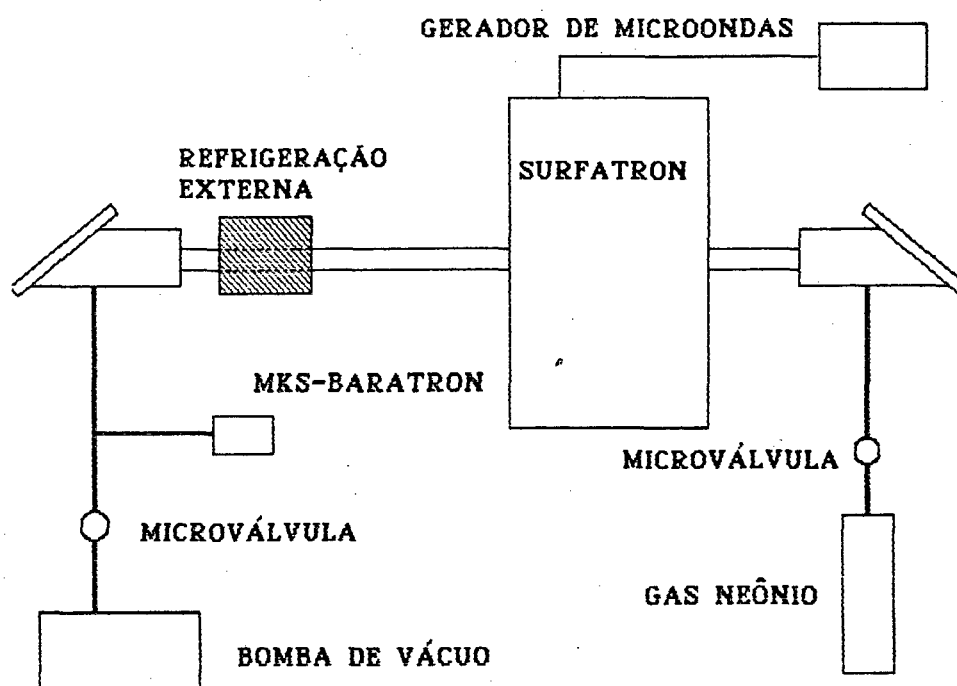 GERADOR DE MICROONDAS
REFRIGERAÇÃO
EXTERNA
SURFATRON
MKS-BARATRON
MICROVÁLVULA
MICROVÁLVULA
GAS NEÔNIO
BOMBA DE VÁCUO